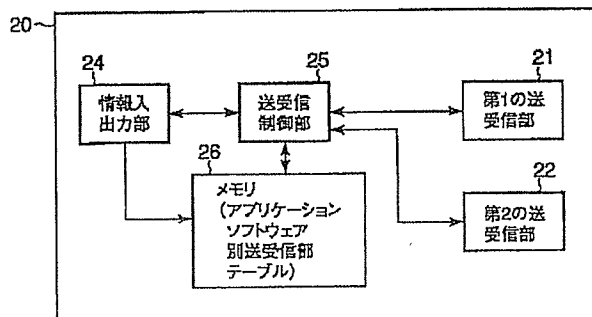 20
24
情報入
出力部
25
送受信
制御部
21
第1の送
受信部
26
メモリ
(アプリケーション
ソフトウェア
別送受信部
テーブル)
22
第2の送
受信部